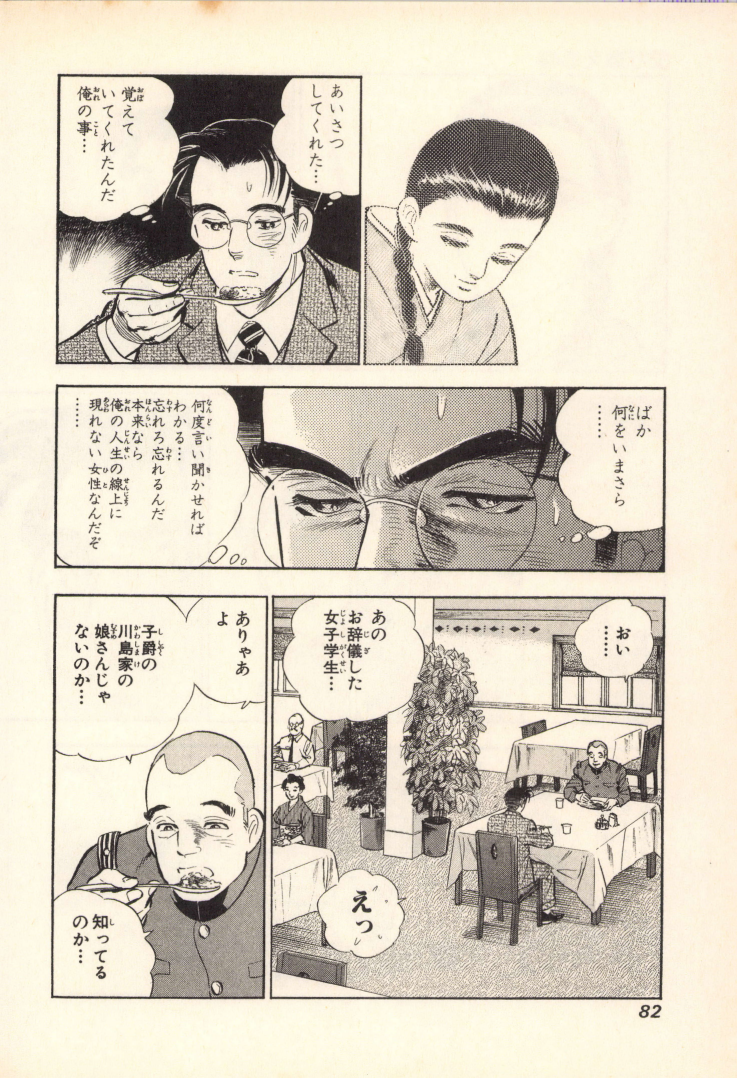 あいさつ
してくれた…
覚えて
いてくれたんだ
俺の事…
ばか
何をいまさら
……
何度言い聞かせれば
わかる…
忘れろ忘れるんだ
本来なら
俺の人生の線上に
現れない女性なんだぞ
……
おい
……
あの
お辞儀した
女子学生…
えっ
ありゃあ
よ
子爵の
川島家の
娘さんじゃ
ないのか…
知ってる
のか…
82